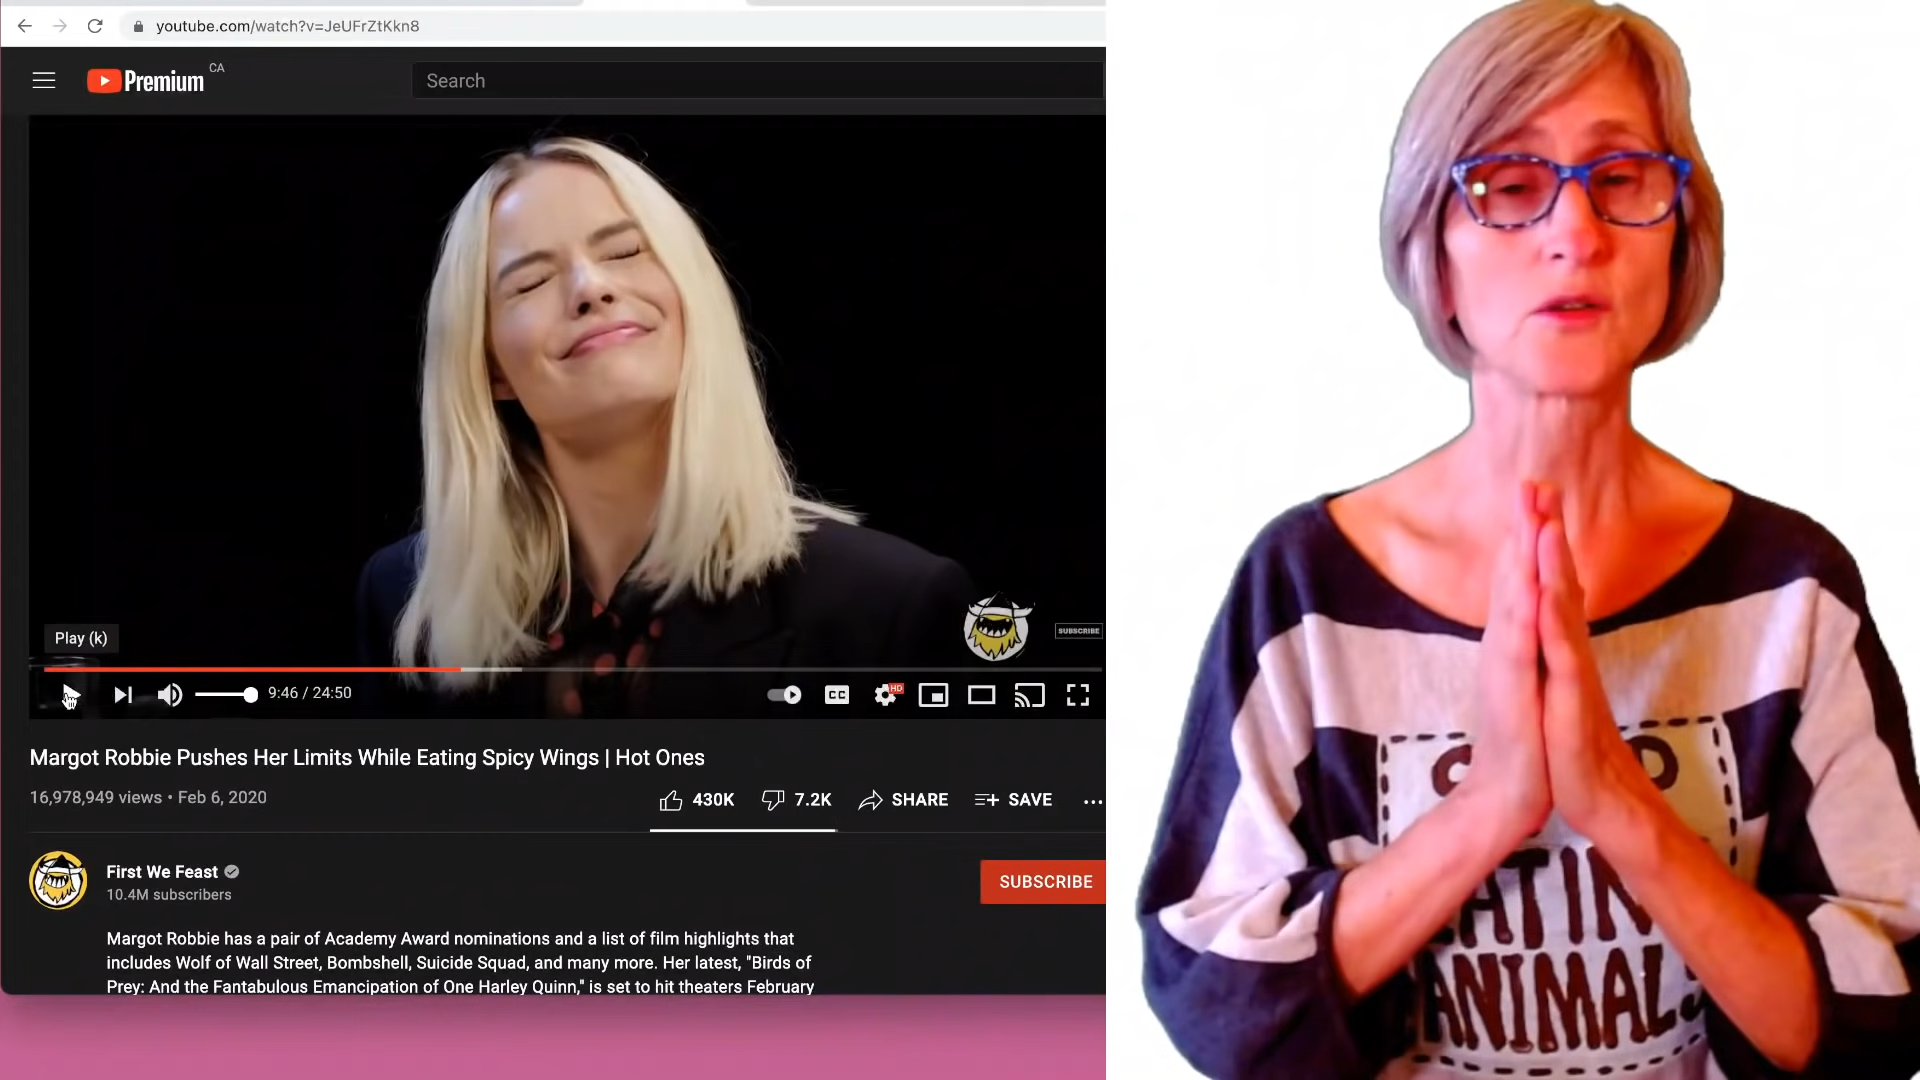 youtube.com/watch?v=JeUFrZtKkn8
Premium CA
Search
SUBSCRIBE
Play (k)
9:46 / 24:50
CC
HD
Margot Robbie Pushes Her Limits While Eating Spicy Wings | Hot Ones
16,978,949 views • Feb 6, 2020
430K
7.2K
SHARE
SAVE
First We Feast
10.4M subscribers
SUBSCRIBE
Margot Robbie has a pair of Academy Award nominations and a list of film highlights that
includes Wolf of Wall Street, Bombshell, Suicide Squad, and many more. Her latest, "Birds of
Prey: And the Fantabulous Emancipation of One Harley Quinn," is set to hit theaters February
ANIMALS